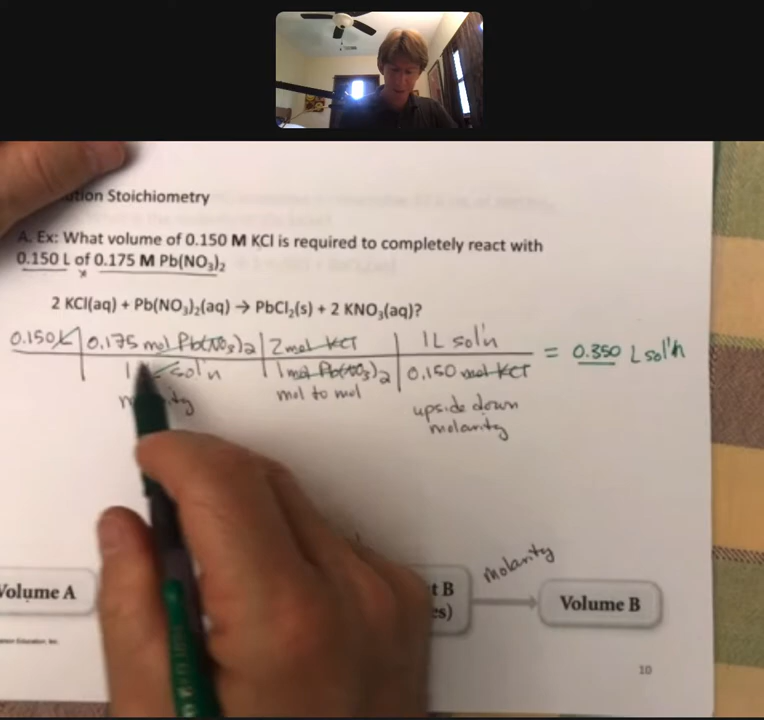 Stoichiometry
A. Ex: What volume of 0.150 M KCl is required to completely react with
0.150 L of 0.175 M Pb(NO3)2
2 KCl(aq) + Pb(NO3)2(aq) → PbCl2(s) + 2 KNO3(aq)?
0.150 L | 0.175 mol Pb(NO3)2 | 2 mol KCl | 1 L sol'n = 0.350 L sol'n
1 L sol'n | 1 mol Pb(NO3)2 | 0.150 mol KCl
mol to mol
upside down
molarity
molarity
Volume A
t B
es)
Volume B
10